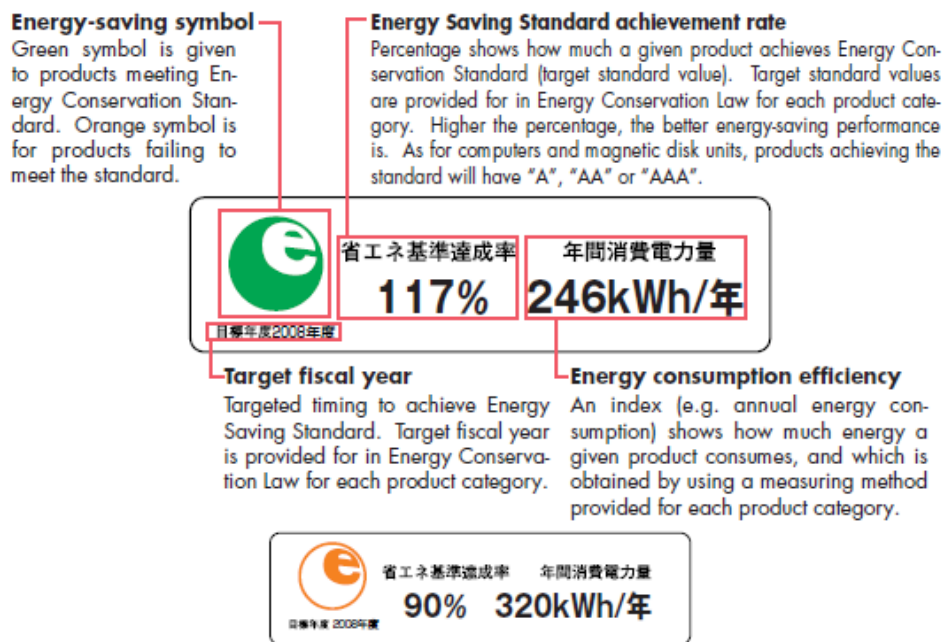 Energy-saving symbol
Green symbol is given
to products meeting En-
ergy Conservation Stan-
dard. Orange symbol is
for products failing to
meet the standard.
Energy Saving Standard achievement rate
Percentage shows how much a given product achieves Energy Con-
servation Standard (target standard value). Target standard values
are provided for in Energy Conservation Law for each product cate-
gory. Higher the percentage, the better energy-saving performance
is. As for computers and magnetic disk units, products achieving the
standard will have "A", "AA" or "AAA".
e
省エネ基準達成率
117%
年間消費電力量
246kWh/年
目標年度2008年度
Target fiscal year
Targeted timing to achieve Energy
Saving Standard. Target fiscal year
is provided for in Energy Conserva-
tion Law for each product category.
Energy consumption efficiency
An index (e.g. annual energy con-
sumption) shows how much energy a
given product consumes, and which is
obtained by using a measuring method
provided for each product category.
e
省エネ基準達成率
90%
年間消費電力量
320kWh/年
目標年度 2008年度